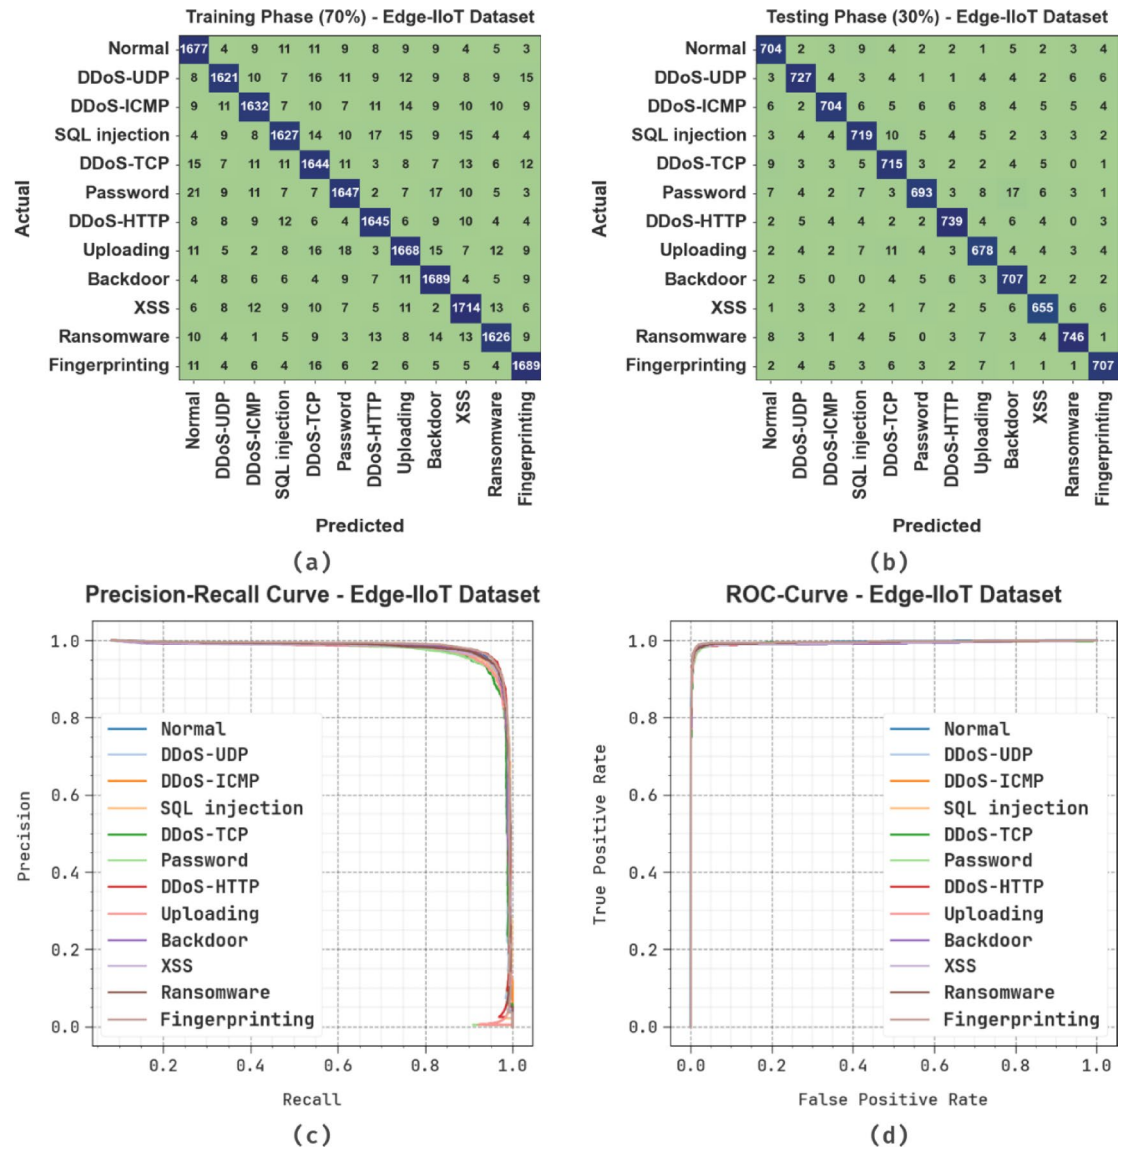 Training Phase (70%) - Edge-IIoT Dataset
Normal 1677 4 9 11 11 9 8 9 9 4 5 3
DDoS-UDP 8 1621 10 7 16 11 9 12 9 8 9 15
DDoS-ICMP 9 11 1632 7 10 7 11 14 9 10 10 9
SQL injection 4 9 8 1627 14 10 17 15 9 15 4 4
DDoS-TCP 15 7 11 11 1644 11 3 8 7 13 6 12
Password 21 9 11 7 7 1647 2 7 17 10 5 3
DDoS-HTTP 8 8 9 12 6 4 1645 6 9 10 4 4
Uploading 11 5 2 8 16 18 3 1668 15 7 12 9
Backdoor 4 8 6 6 4 9 7 11 1689 4 5 9
XSS 6 8 12 9 10 7 5 11 2 1714 13 6
Ransomware 10 4 1 5 9 3 13 8 14 13 1626 9
Fingerprinting 11 4 6 4 16 6 2 6 5 5 4 1689
Actual
Normal
DDoS-UDP
DDoS-ICMP
SQL injection
DDoS-TCP
Password
DDoS-HTTP
Uploading
Backdoor
XSS
Ransomware
Fingerprinting
Predicted
(a)
Testing Phase (30%) - Edge-IIoT Dataset
Normal 704 2 3 9 4 2 2 1 5 2 3 4
DDoS-UDP 3 727 4 3 4 1 1 4 4 2 6 6
DDoS-ICMP 6 2 704 6 5 6 6 8 4 5 5 4
SQL injection 3 4 4 719 10 5 4 5 2 3 3 2
DDoS-TCP 9 3 3 5 715 3 2 2 4 5 0 1
Password 7 4 2 7 3 693 3 8 17 6 3 1
DDoS-HTTP 2 5 4 4 2 2 739 4 6 4 0 3
Uploading 2 4 2 7 11 4 3 678 4 4 3 4
Backdoor 2 5 0 0 4 5 6 3 707 2 2 2
XSS 1 3 3 2 1 7 2 5 6 655 6 6
Ransomware 8 3 1 4 5 0 3 7 3 4 746 1
Fingerprinting 2 4 5 3 6 3 2 7 1 1 1 707
Actual
Normal
DDoS-UDP
DDoS-ICMP
SQL injection
DDoS-TCP
Password
DDoS-HTTP
Uploading
Backdoor
XSS
Ransomware
Fingerprinting
Predicted
(b)
Precision-Recall Curve - Edge-IIoT Dataset
1.0
0.8
0.6
0.4
0.2
0.0
Precision
Normal
DDoS-UDP
DDoS-ICMP
SQL injection
DDoS-TCP
Password
DDoS-HTTP
Uploading
Backdoor
XSS
Ransomware
Fingerprinting
0.2 0.4 0.6 0.8 1.0
Recall
(c)
ROC-Curve - Edge-IIoT Dataset
1.0
0.8
0.6
0.4
0.2
0.0
True Positive Rate
Normal
DDoS-UDP
DDoS-ICMP
SQL injection
DDoS-TCP
Password
DDoS-HTTP
Uploading
Backdoor
XSS
Ransomware
Fingerprinting
0.0 0.2 0.4 0.6 0.8 1.0
False Positive Rate
(d)